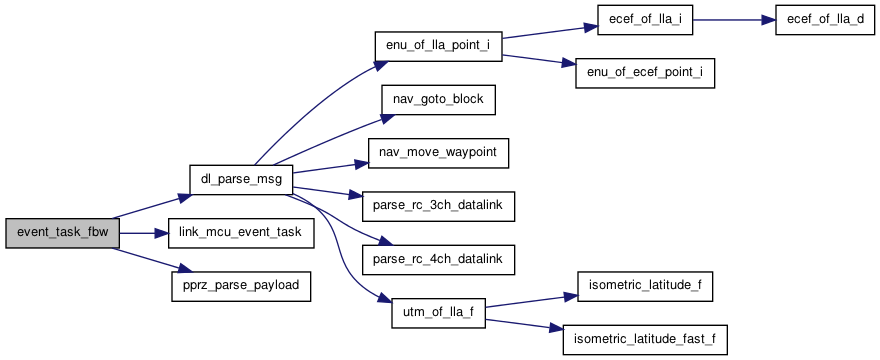 event_task_fbw
dl_parse_msg
link_mcu_event_task
pprz_parse_payload
enu_of_lla_point_i
nav_goto_block
nav_move_waypoint
parse_rc_3ch_datalink
parse_rc_4ch_datalink
utm_of_lla_f
ecef_of_lla_i
enu_of_ecef_point_i
isometric_latitude_f
isometric_latitude_fast_f
ecef_of_lla_d